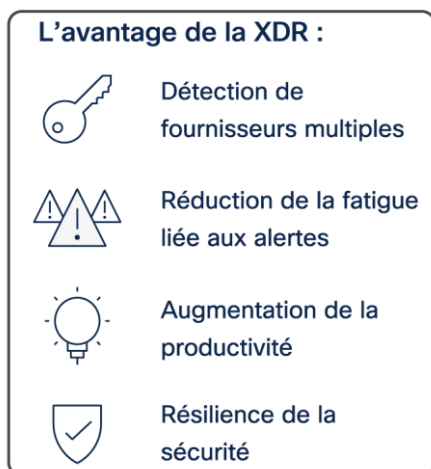 L’avantage de la XDR :
Détection de
fournisseurs multiples
Réduction de la fatigue
liée aux alertes
Augmentation de la
productivité
Résilience de la
sécurité